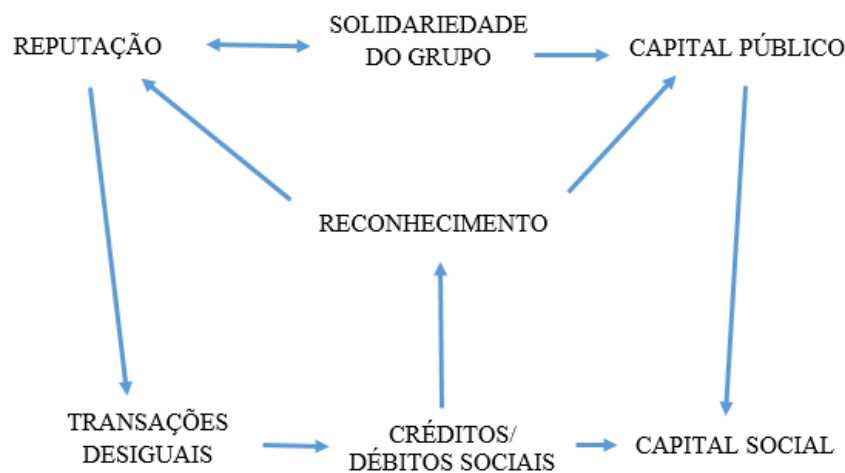 REPUTAÇÃO
SOLIDARIEDADE
DO GRUPO
CAPITAL PÚBLICO
RECONHECIMENTO
TRANSAÇÕES
DESIGUAIS
CRÉDITOS/
DÉBITOS SOCIAIS
CAPITAL SOCIAL